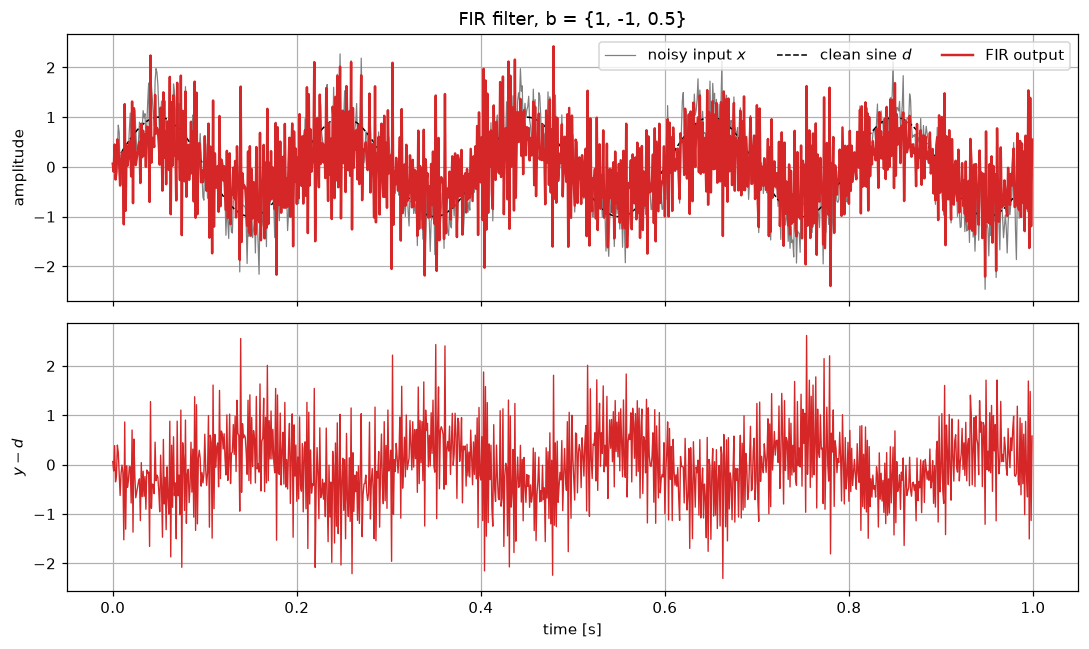 FIR filter, b = {1, -1, 0.5}
noisy input x
clean sine d
FIR output
amplitude
2
1
0
−1
−2
y − d
2
1
0
−1
−2
0.0
0.2
0.4
0.6
0.8
1.0
time [s]